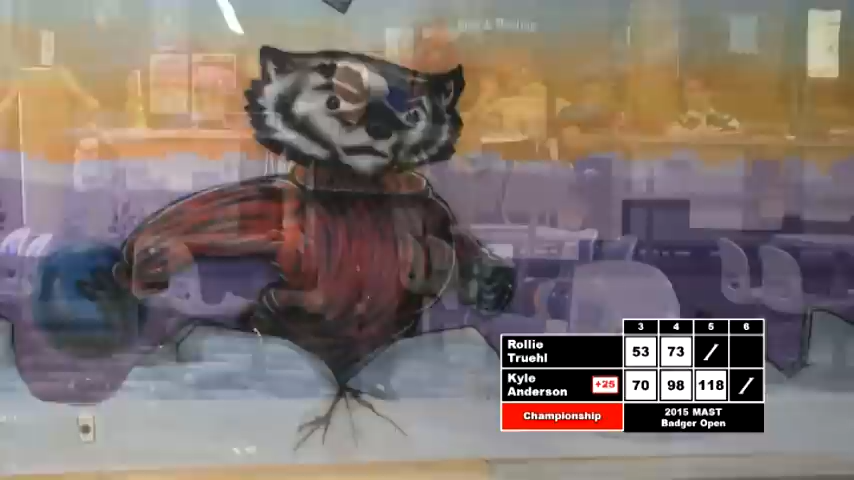 3 4 5 6
Rollie Truehl 53 73 /
Kyle Anderson +25 70 98 118 /
Championship
2015 MAST
Badger Open